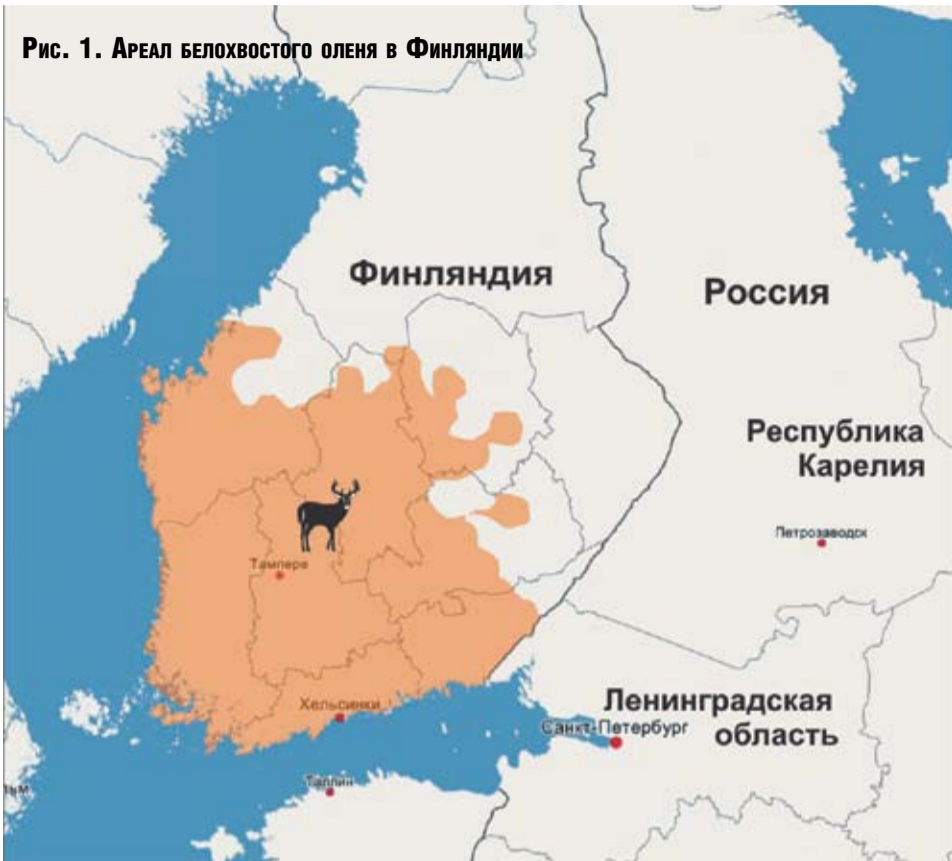 Рис. 1. Ареал белохвостого оленя в Финляндии
Финляндия
Россия
Республика
Карелия
Петрозаводск
Тампере
Ленинградская
область
Хельсинки
Санкт-Петербург
Таллин